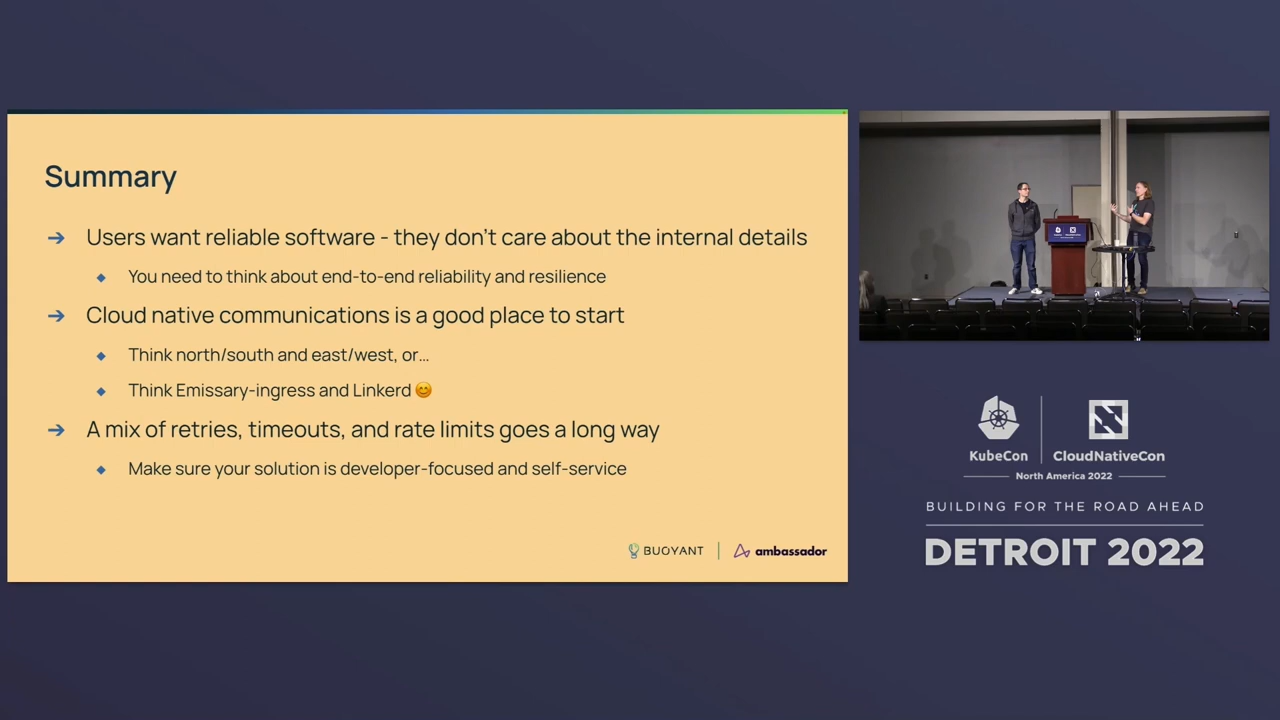 Summary
➔ Users want reliable software - they don't care about the internal details
◆ You need to think about end-to-end reliability and resilience
➔ Cloud native communications is a good place to start
◆ Think north/south and east/west, or…
◆ Think Emissary-ingress and Linkerd 😊
➔ A mix of retries, timeouts, and rate limits goes a long way
◆ Make sure your solution is developer-focused and self-service
BUOYANT | ambassador
KubeCon | CloudNativeCon
North America 2022
BUILDING FOR THE ROAD AHEAD
DETROIT 2022